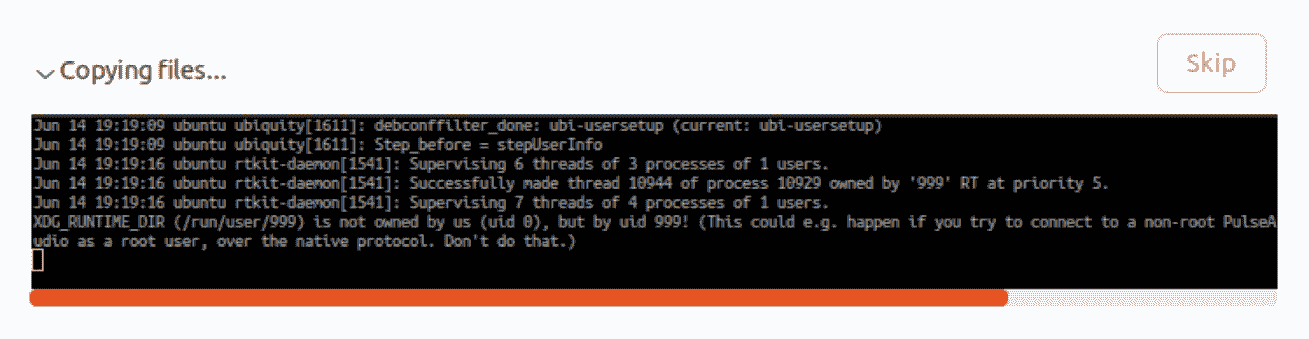 Copying files...
Skip
Jun 14 19:19:09 ubuntu ubiquity[1611]: debconffilter_done: ubi-usersetup (current: ubi-usersetup)
Jun 14 19:19:09 ubuntu ubiquity[1611]: Step_before = stepUserInfo
Jun 14 19:19:16 ubuntu rtkit-daemon[1541]: Supervising 6 threads of 3 processes of 1 users.
Jun 14 19:19:16 ubuntu rtkit-daemon[1541]: Successfully made thread 10944 of process 10929 owned by '999' RT at priority 5.
Jun 14 19:19:16 ubuntu rtkit-daemon[1541]: Supervising 7 threads of 4 processes of 1 users.
XDG_RUNTIME_DIR (/run/user/999) is not owned by us (uid 0), but by uid 999! (This could e.g. happen if you try to connect to a non-root PulseA
udio as a root user, over the native protocol. Don't do that.)